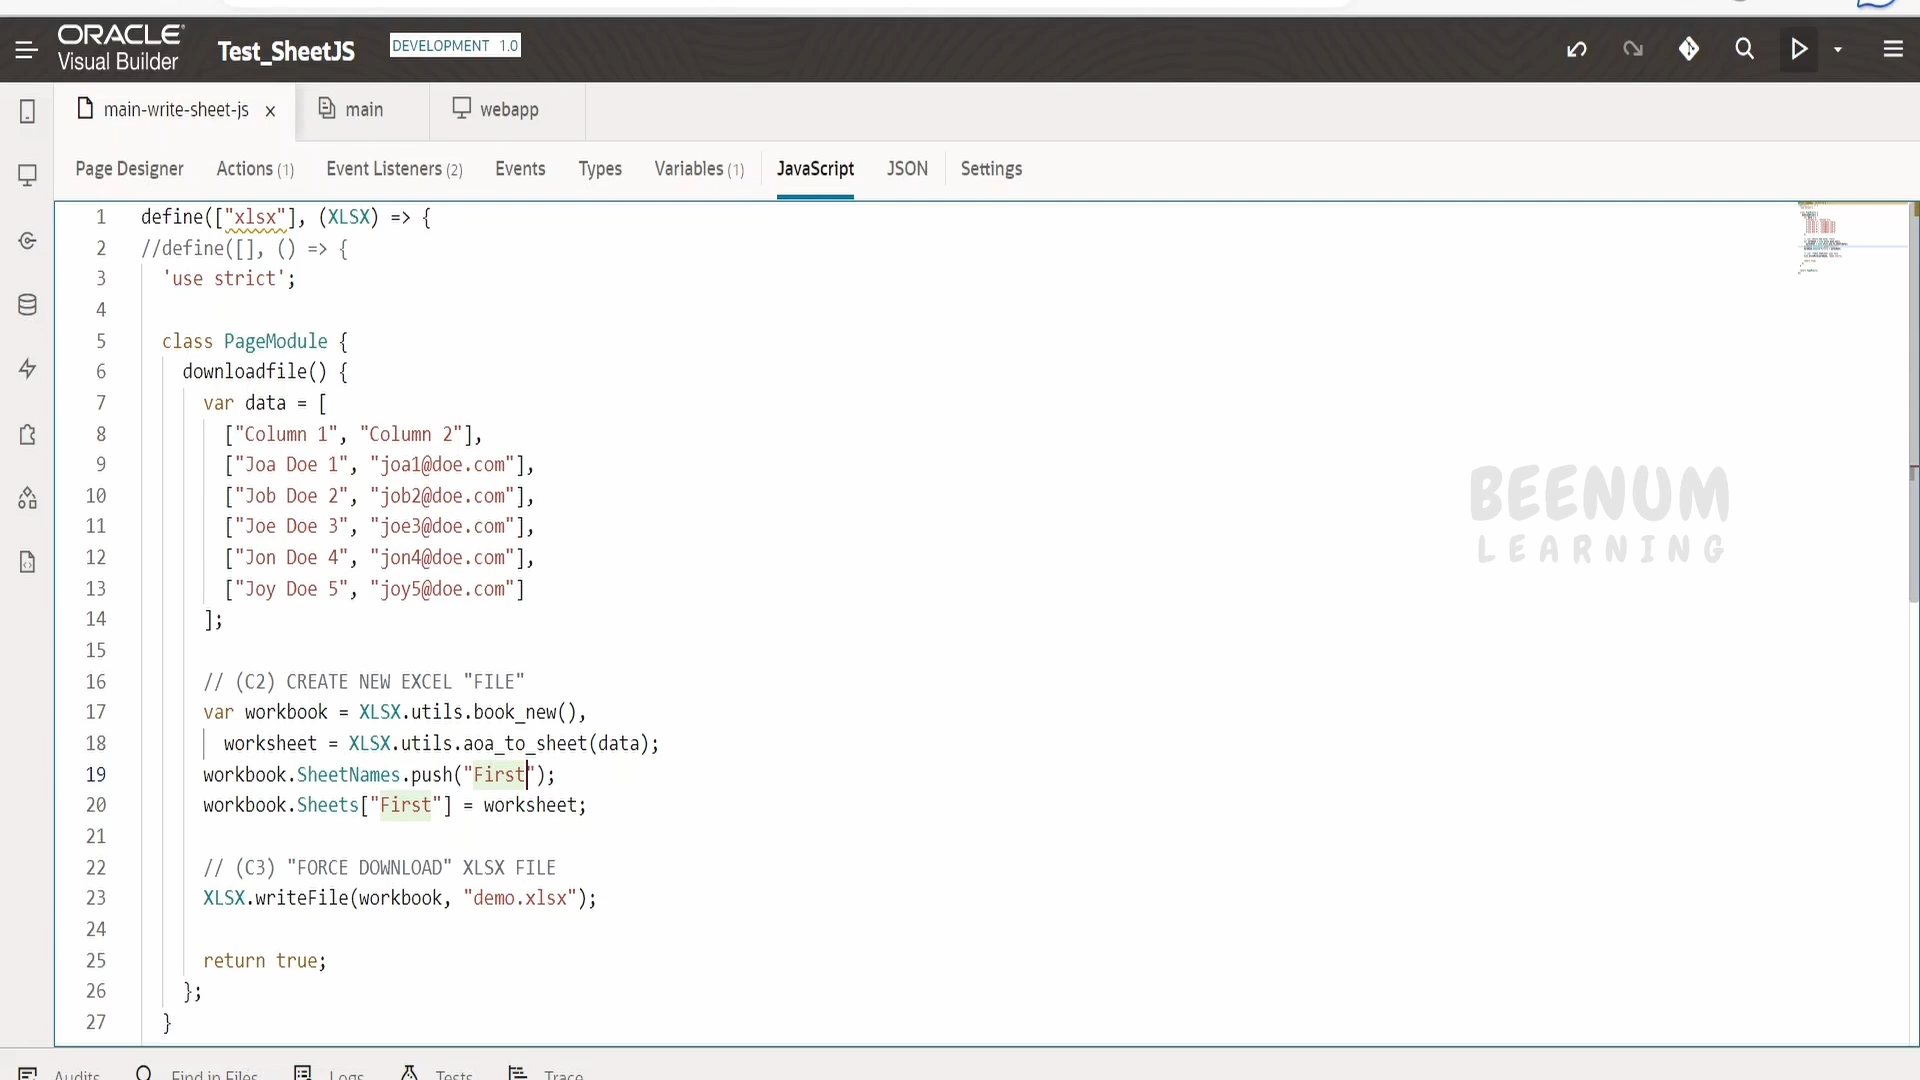 ORACLE
Visual Builder
Test_SheetJS
DEVELOPMENT 1.0
main-write-sheet-js x
main
webapp
Page Designer
Actions (1)
Event Listeners (2)
Events
Types
Variables (1)
JavaScript
JSON
Settings
1 define(["xlsx"], (XLSX) => {
2 //define([], () => {
3 'use strict';
4
5 class PageModule {
6 downloadfile() {
7 var data = [
8 ["Column 1", "Column 2"],
9 ["Joa Doe 1", "joa1@doe.com"],
10 ["Job Doe 2", "job2@doe.com"],
11 ["Joe Doe 3", "joe3@doe.com"],
12 ["Jon Doe 4", "jon4@doe.com"],
13 ["Joy Doe 5", "joy5@doe.com"]
14 ];
15
16 // (C2) CREATE NEW EXCEL "FILE"
17 var workbook = XLSX.utils.book_new(),
18 worksheet = XLSX.utils.aoa_to_sheet(data);
19 workbook.SheetNames.push("First");
20 workbook.Sheets["First"] = worksheet;
21
22 // (C3) "FORCE DOWNLOAD" XLSX FILE
23 XLSX.writeFile(workbook, "demo.xlsx");
24
25 return true;
26 };
27 }
BEENUM
LEARNING
Audits
Find in Files
Logs
Tests
Trace